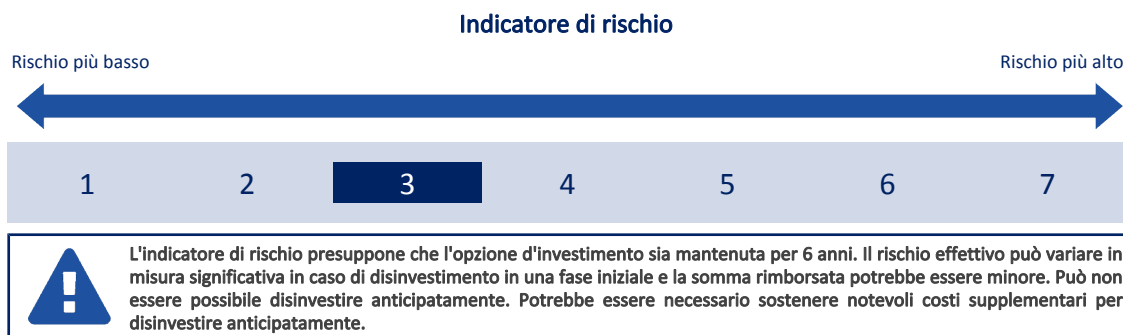 Indicatore di rischio
Rischio più basso
Rischio più alto
1 2 3 4 5 6 7
L'indicatore di rischio presuppone che l'opzione d'investimento sia mantenuta per 6 anni. Il rischio effettivo può variare in
misura significativa in caso di disinvestimento in una fase iniziale e la somma rimborsata potrebbe essere minore. Può non
essere possibile disinvestire anticipatamente. Potrebbe essere necessario sostenere notevoli costi supplementari per
disinvestire anticipatamente.